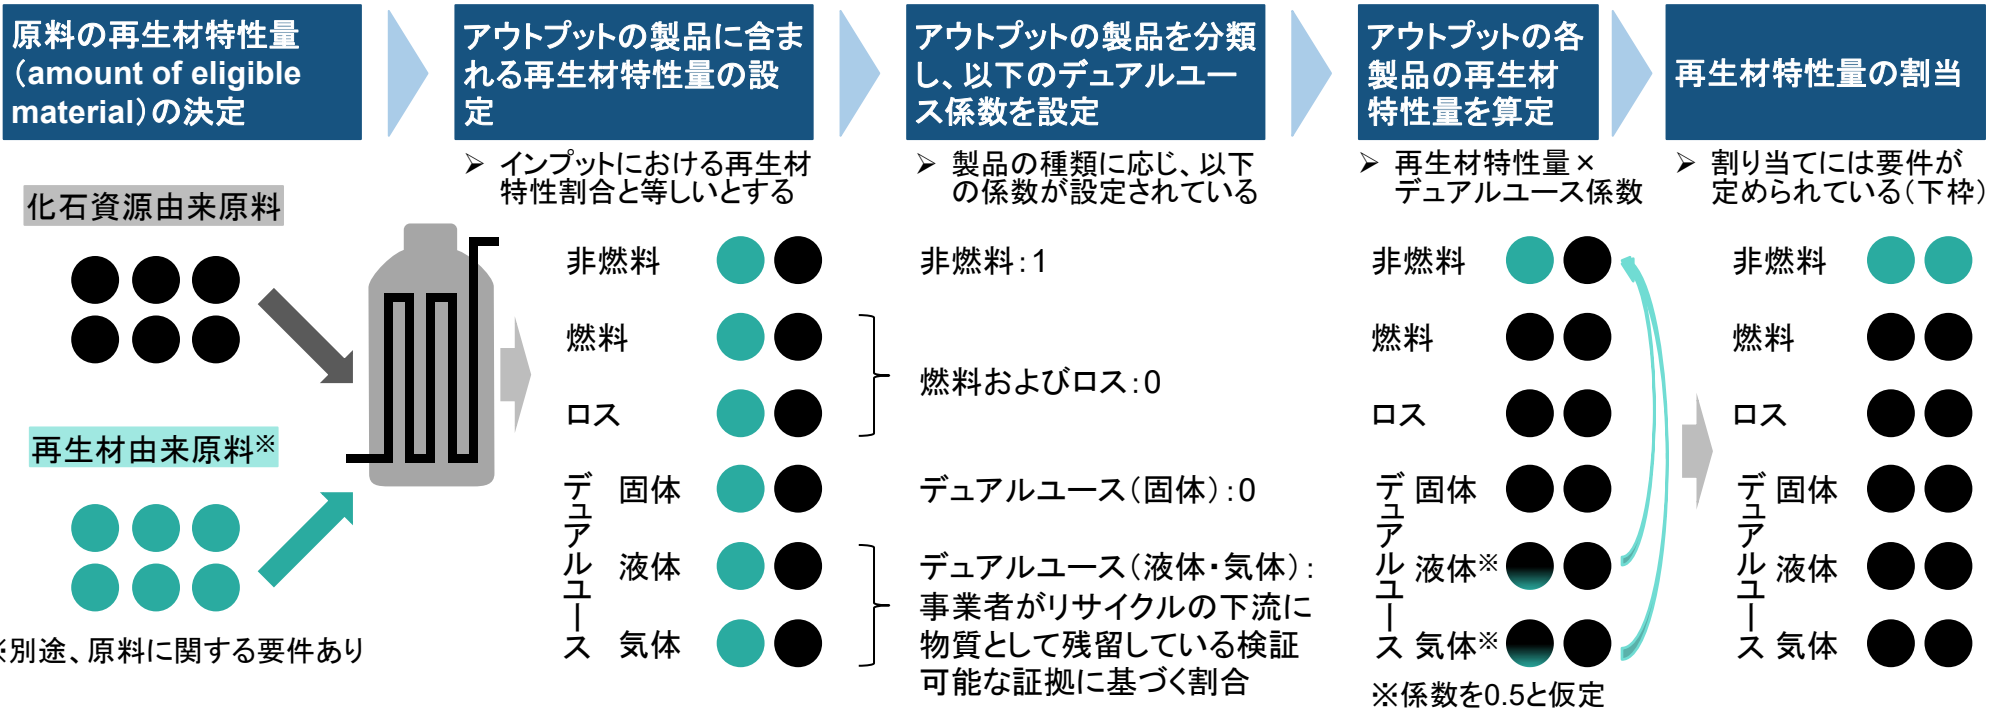 原料の再生材特性量
（amount of eligible
material）の決定
アウトプットの製品に含ま
れる再生材特性量の設
定
アウトプットの製品を分類
し、以下のデュアルユー
ス係数を設定
アウトプットの各
製品の再生材
特性量を算定
再生材特性量の割当
➢ インプットにおける再生材
特性割合と等しいとする
➢ 製品の種類に応じ、以下
の係数が設定されている
➢ 再生材特性量×
デュアルユース係数
➢ 割り当てには要件が
定められている（下枠）
化石資源由来原料
再生材由来原料※
※別途、原料に関する要件あり
非燃料
燃料
ロス
デュアルユース
固体
液体
気体
非燃料：1
燃料およびロス：0
デュアルユース（固体）：0
デュアルユース（液体・気体）：
事業者がリサイクルの下流に
物質として残留している検証
可能な証拠に基づく割合
非燃料
燃料
ロス
デュアルユース
固体
液体※
気体※
※係数を0.5と仮定
非燃料
燃料
ロス
デュアルユース
固体
液体
気体